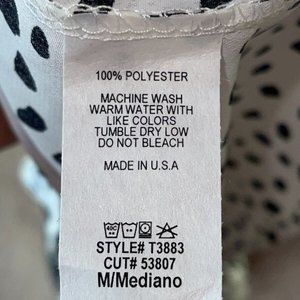 100% POLYESTER
MACHINE WASH
WARM WATER WITH
LIKE COLORS
TUMBLE DRY LOW
DO NOT BLEACH
MADE IN U.S.A
STYLE# T3883
CUT# 53807
M/Mediano